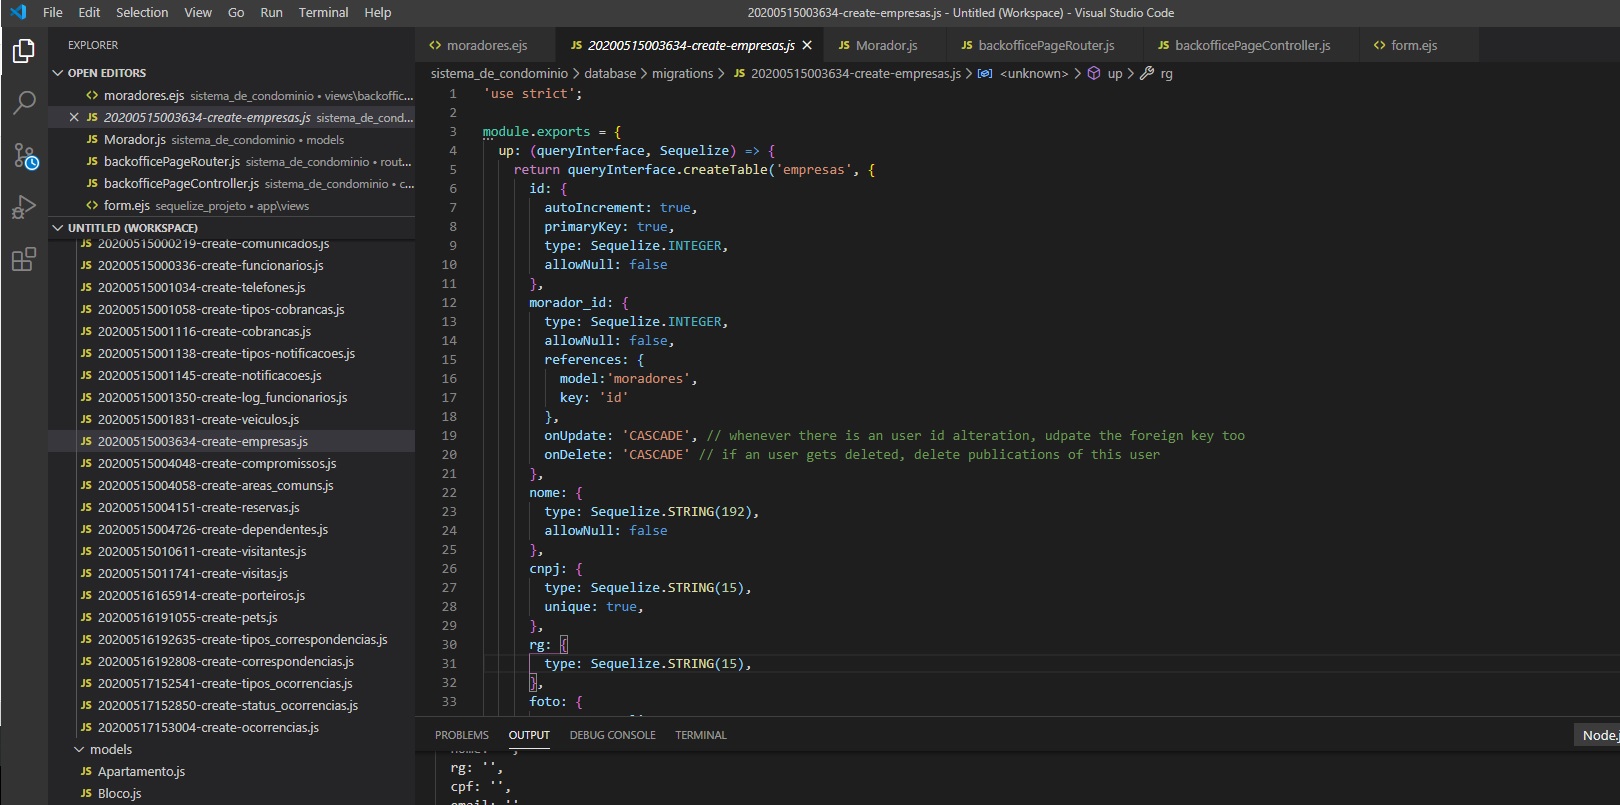 File Edit Selection View Go Run Terminal Help
20200515003634-create-empresas.js - Untitled (Workspace) - Visual Studio Code
EXPLORER
OPEN EDITORS
moradores.ejs sistema_de_condominio • views\backoffic...
JS 20200515003634-create-empresas.js sistema_de_cond...
JS Morador.js sistema_de_condominio • models
JS backofficePageRouter.js sistema_de_condominio • rout...
JS backofficePageController.js sistema_de_condominio • c...
form.ejs sequelize_projeto • app\views
UNTITLED (WORKSPACE)
JS 20200515000219-create-comunicados.js
JS 20200515000336-create-funcionarios.js
JS 20200515001034-create-telefones.js
JS 20200515001058-create-tipos-cobrancas.js
JS 20200515001116-create-cobrancas.js
JS 20200515001138-create-tipos-notificacoes.js
JS 20200515001145-create-notificacoes.js
JS 20200515001350-create-log_funcionarios.js
JS 20200515001831-create-veiculos.js
JS 20200515003634-create-empresas.js
JS 20200515004048-create-compromissos.js
JS 20200515004058-create-areas_comuns.js
JS 20200515004151-create-reservas.js
JS 20200515004726-create-dependentes.js
JS 20200515010611-create-visitantes.js
JS 20200515011741-create-visitas.js
JS 20200516165914-create-porteiros.js
JS 20200516191055-create-pets.js
JS 20200516192635-create-tipos_correspondencias.js
JS 20200516192808-create-correspondencias.js
JS 20200517152541-create-tipos_ocorrencias.js
JS 20200517152850-create-status_ocorrencias.js
JS 20200517153004-create-ocorrencias.js
models
JS Apartamento.js
JS Bloco.js
moradores.ejs JS 20200515003634-create-empresas.js JS Morador.js JS backofficePageRouter.js JS backofficePageController.js form.ejs
sistema_de_condominio > database > migrations > JS 20200515003634-create-empresas.js > <unknown> > up > rg
1 'use strict';
2
3 module.exports = {
4 up: (queryInterface, Sequelize) => {
5 return queryInterface.createTable('empresas', {
6 id: {
7 autoIncrement: true,
8 primaryKey: true,
9 type: Sequelize.INTEGER,
10 allowNull: false
11 },
12 morador_id: {
13 type: Sequelize.INTEGER,
14 allowNull: false,
15 references: {
16 model:'moradores',
17 key: 'id'
18 },
19 onUpdate: 'CASCADE', // whenever there is an user id alteration, udpate the foreign key too
20 onDelete: 'CASCADE' // if an user gets deleted, delete publications of this user
21 },
22 nome: {
23 type: Sequelize.STRING(192),
24 allowNull: false
25 },
26 cnpj: {
27 type: Sequelize.STRING(15),
28 unique: true,
29 },
30 rg: {
31 type: Sequelize.STRING(15),
32 },
33 foto: {
PROBLEMS OUTPUT DEBUG CONSOLE TERMINAL
Node.j
rg: '',
cpf: '',